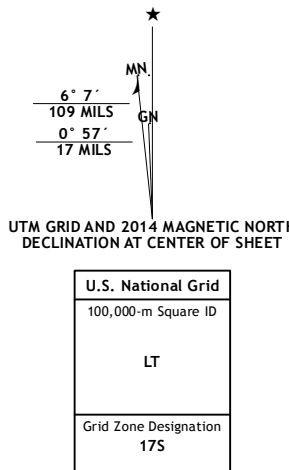 ★
MN
6° 7´
109 MILS
GN
0° 57´
17 MILS
UTM GRID AND 2014 MAGNETIC NORTH
DECLINATION AT CENTER OF SHEET
U.S. National Grid
100,000-m Square ID
LT
Grid Zone Designation
17S